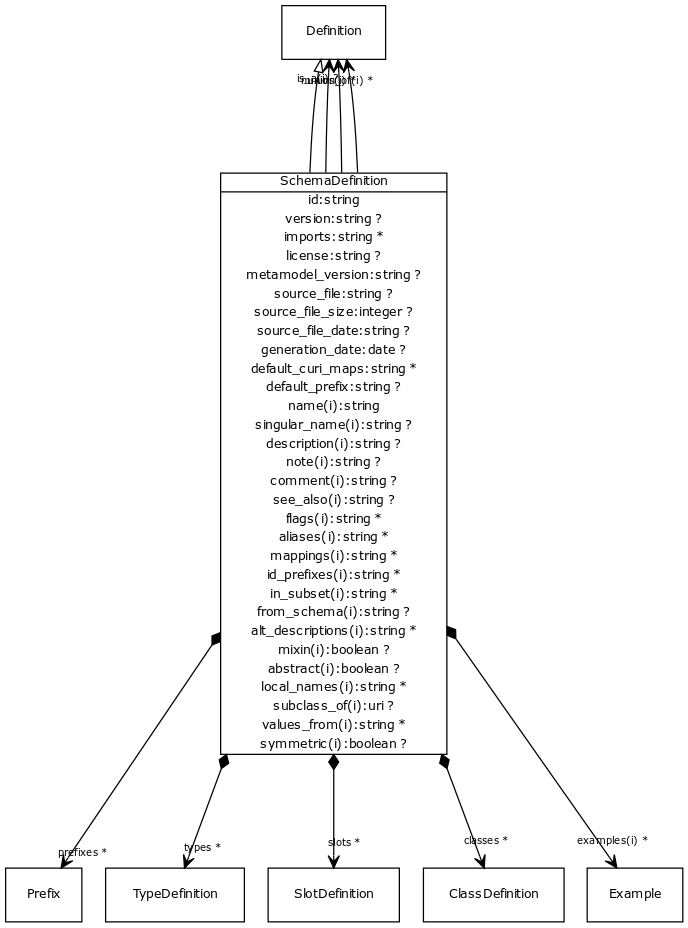 Definition
SchemaDefinition
id:string
version:string ?
imports:string *
license:string ?
metamodel_version:string ?
source_file:string ?
source_file_size:integer ?
source_file_date:string ?
generation_date:date ?
default_curi_maps:string *
default_prefix:string ?
name(i):string
singular_name(i):string ?
description(i):string ?
note(i):string ?
comment(i):string ?
see_also(i):string ?
flags(i):string *
aliases(i):string *
mappings(i):string *
id_prefixes(i):string *
in_subset(i):string *
from_schema(i):string ?
alt_descriptions(i):string *
mixin(i):boolean ?
abstract(i):boolean ?
local_names(i):string *
subclass_of(i):uri ?
values_from(i):string *
symmetric(i):boolean ?
prefixes *
types *
slots *
classes *
examples(i) *
Prefix
TypeDefinition
SlotDefinition
ClassDefinition
Example